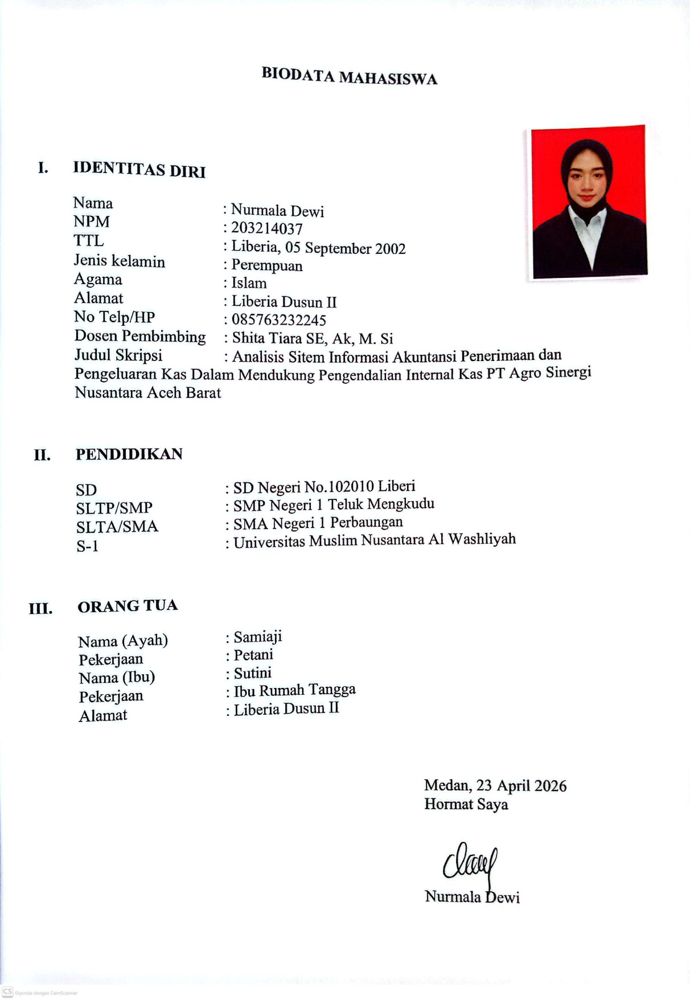 BIODATA MAHASISWA
I. IDENTITAS DIRI
Nama : Nurmala Dewi
NPM : 203214037
TTL : Liberia, 05 September 2002
Jenis kelamin : Perempuan
Agama : Islam
Alamat : Liberia Dusun II
No Telp/HP : 085763232245
Dosen Pembimbing : Shita Tiara SE, Ak, M. Si
Judul Skripsi : Analisis Sitem Informasi Akuntansi Penerimaan dan
Pengeluaran Kas Dalam Mendukung Pengendalian Internal Kas PT Agro Sinergi
Nusantara Aceh Barat
II. PENDIDIKAN
SD : SD Negeri No.102010 Liberi
SLTP/SMP : SMP Negeri 1 Teluk Mengkudu
SLTA/SMA : SMA Negeri 1 Perbaungan
S-1 : Universitas Muslim Nusantara Al Washliyah
III. ORANG TUA
Nama (Ayah) : Samiaji
Pekerjaan : Petani
Nama (Ibu) : Sutini
Pekerjaan : Ibu Rumah Tangga
Alamat : Liberia Dusun II
Medan, 23 April 2026
Hormat Saya
Nurmala Dewi
CS Dipindai dengan CamScanner